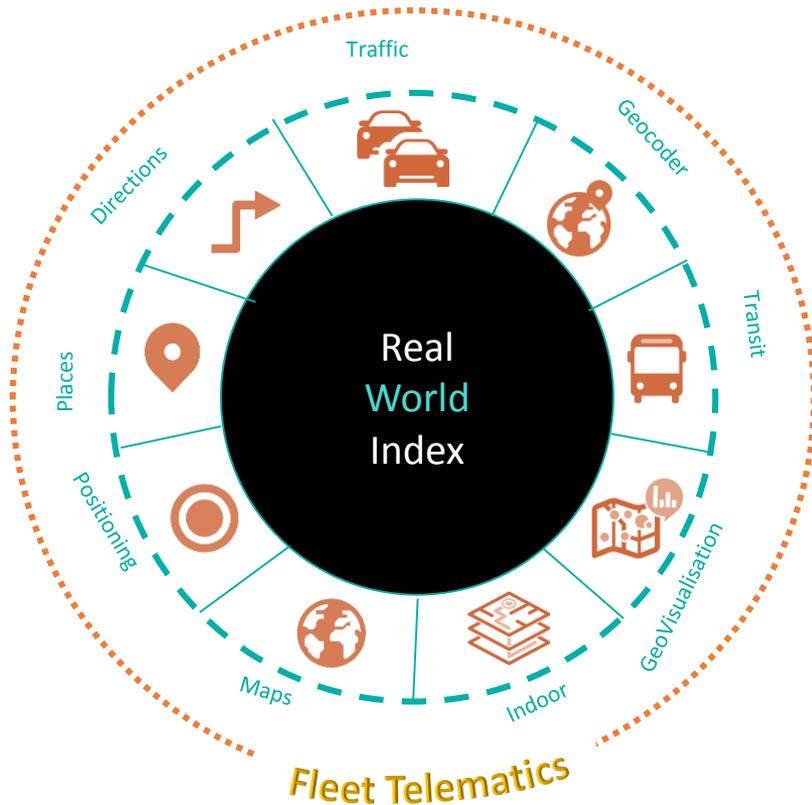 Traffic
Geocoder
Transit
GeoVisualisation
Indoor
Maps
Positioning
Places
Directions
Real
World
Index
Fleet Telematics